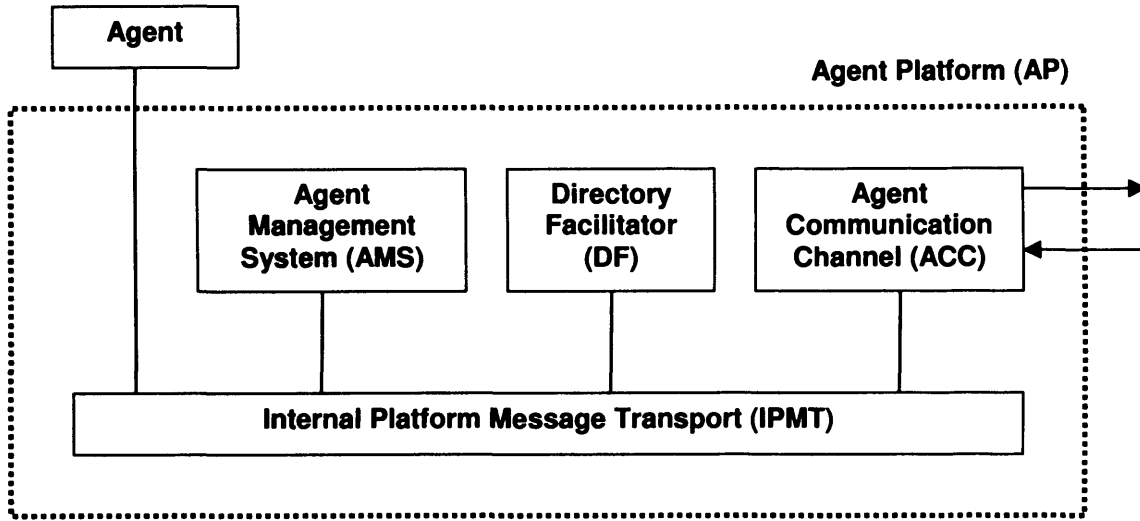 Agent
Agent Platform (AP)
Agent
Management
System (AMS)
Directory
Facilitator
(DF)
Agent
Communication
Channel (ACC)
Internal Platform Message Transport (IPMT)